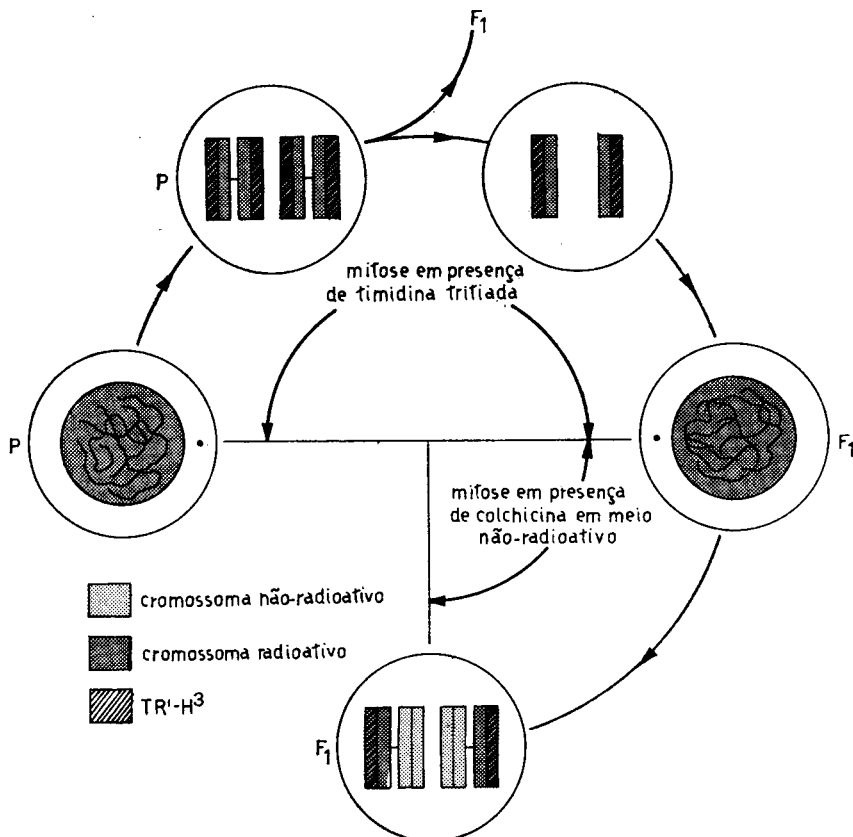 F1
P
mitose em presença
de timidina tritiada
P
F1
mitose em presença
de colchicina em meio
não-radioativo
cromossoma não-radioativo
cromossoma radioativo
TR'-H3
F1